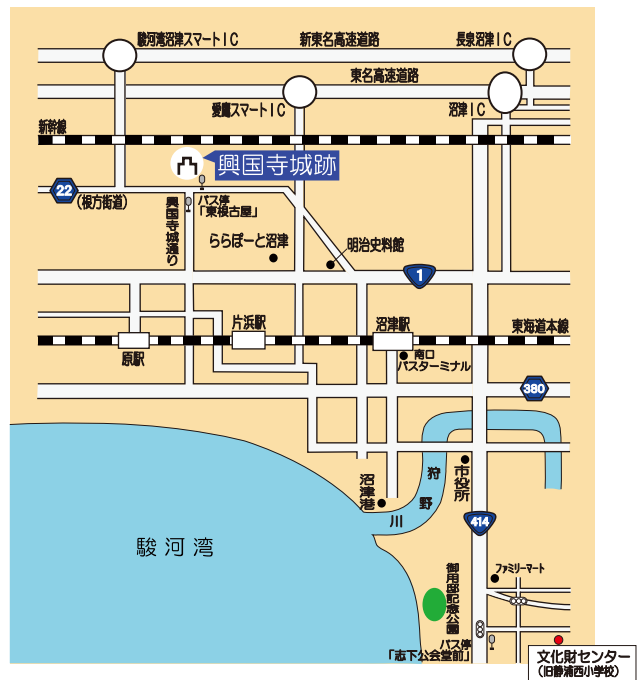 駿河湾沼津スマートIC
新東名高速道路
長泉沼津IC
東名高速道路
愛鷹スマートIC
沼津IC
新幹線
興国寺城跡
22
(根方街道)
バス停
「東根古屋」
興国寺城通り
ららぽーと沼津
明治史料館
1
片浜駅
沼津駅
東海道本線
原駅
南口
バスターミナル
380
狩
野
川
市役所
沼津港
414
駿河湾
ファミリーマート
御用邸記念公園
バス停
「志下公会堂前」
文化財センター
(旧静浦西小学校)